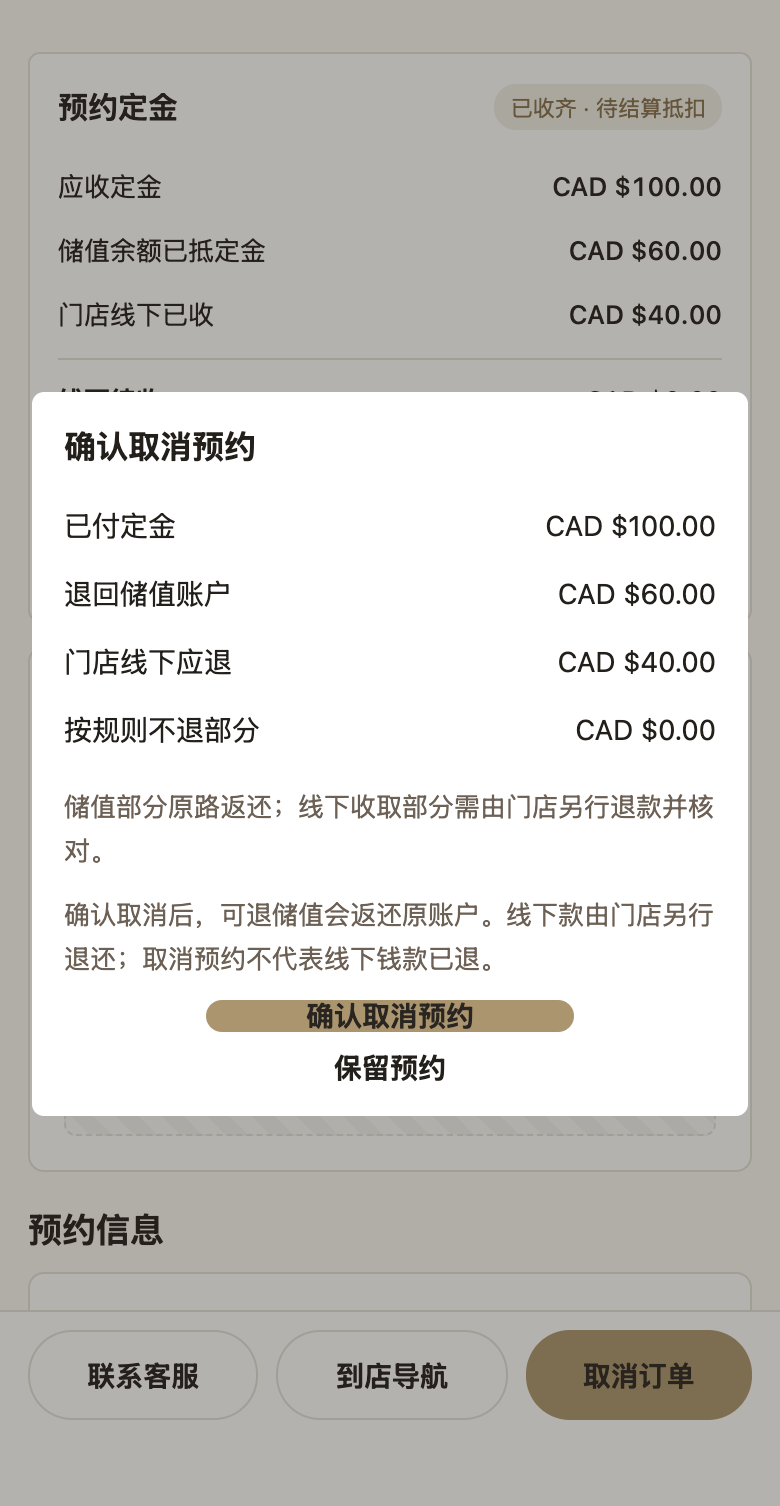 预约定金
已收齐 · 待结算抵扣
应收定金 CAD $100.00
储值余额已抵定金 CAD $60.00
门店线下已收 CAD $40.00
确认取消预约
已付定金 CAD $100.00
退回储值账户 CAD $60.00
门店线下应退 CAD $40.00
按规则不退部分 CAD $0.00
储值部分原路返还；线下收取部分需由门店另行退款并核
对。
确认取消后，可退储值会返还原账户。线下款由门店另行
退还；取消预约不代表线下钱款已退。
确认取消预约
保留预约
预约信息
联系客服
到店导航
取消订单